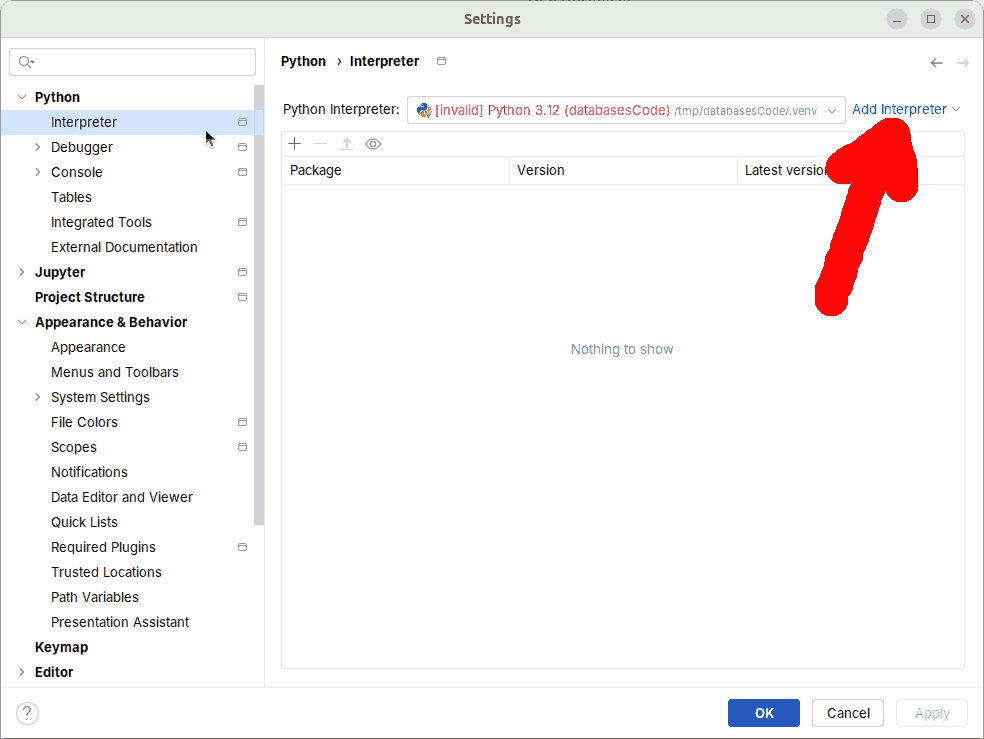 Settings
Python
Interpreter
Debugger
Console
Tables
Integrated Tools
External Documentation
Jupyter
Project Structure
Appearance & Behavior
Appearance
Menus and Toolbars
System Settings
File Colors
Scopes
Notifications
Data Editor and Viewer
Quick Lists
Required Plugins
Trusted Locations
Path Variables
Presentation Assistant
Keymap
Editor
Python › Interpreter
Python Interpreter: [invalid] Python 3.12 (databasesCode) /tmp/databasesCode/.venv Add Interpreter
Package Version Latest version
Nothing to show
? OK Cancel Apply